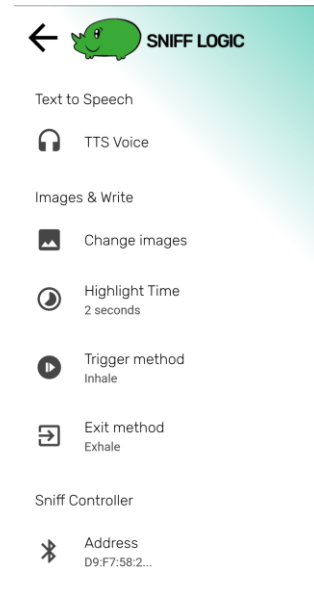 SNIFF LOGIC
Text to Speech
TTS Voice
Images & Write
Change images
Highlight Time
2 seconds
Trigger method
Inhale
Exit method
Exhale
Sniff Controller
Address
D9:F7:58:2...